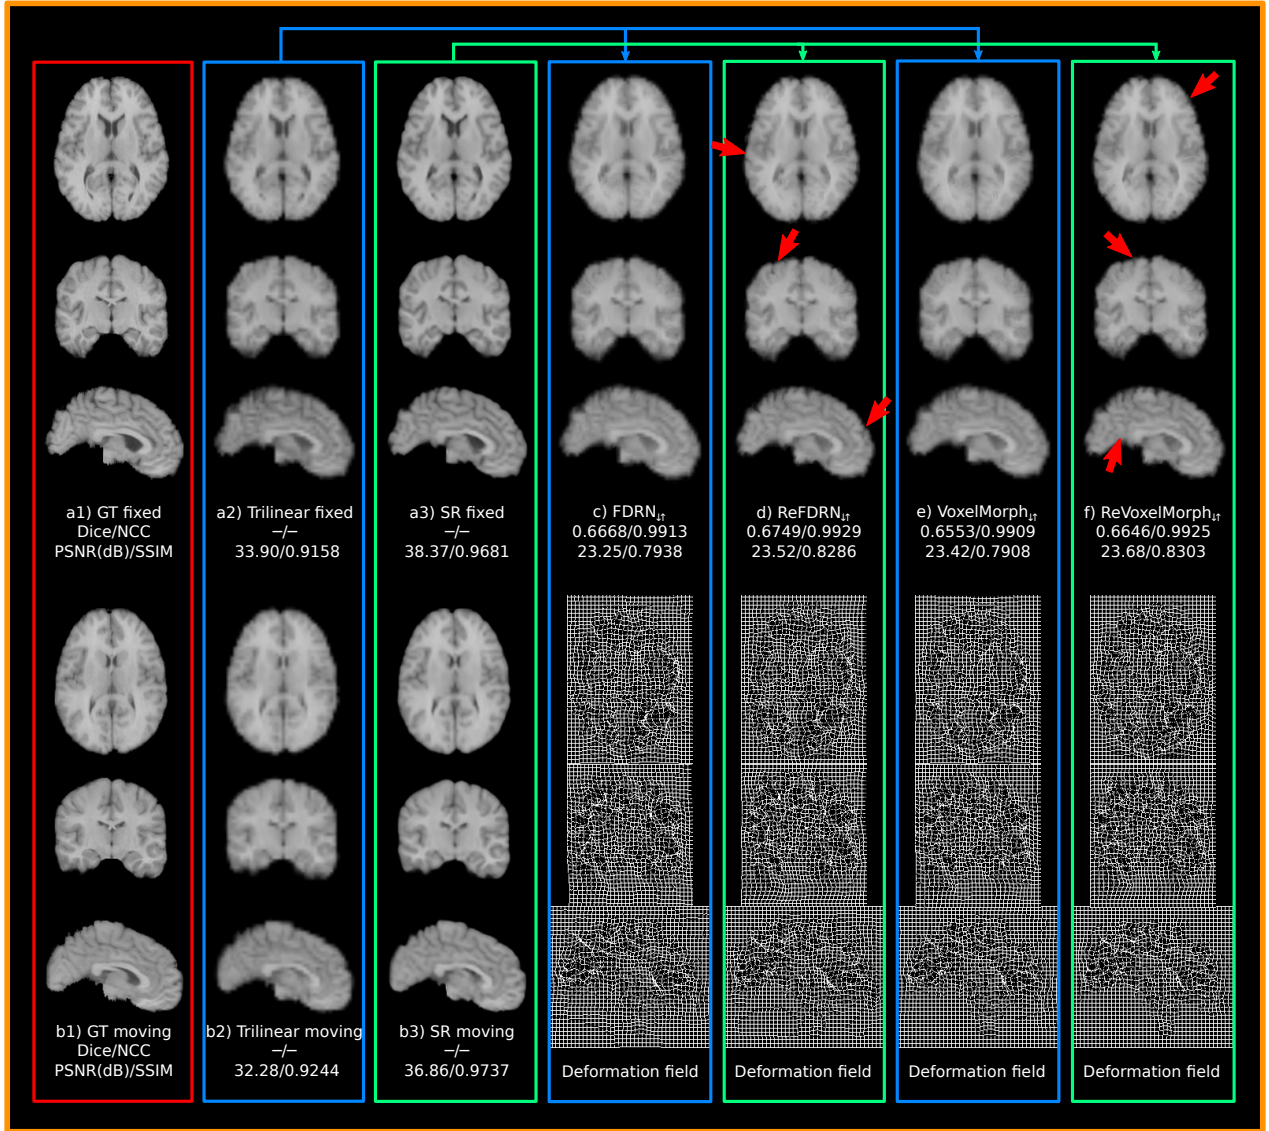 a1) GT fixed
Dice/NCC
PSNR(dB)/SSIM
a2) Trilinear fixed
−/−
33.90/0.9158
a3) SR fixed
−/−
38.37/0.9681
c) FDRN↓↑
0.6668/0.9913
23.25/0.7938
d) ReFDRN↓↑
0.6749/0.9929
23.52/0.8286
e) VoxelMorph↓↑
0.6553/0.9909
23.42/0.7908
f) ReVoxelMorph↓↑
0.6646/0.9925
23.68/0.8303
b1) GT moving
Dice/NCC
PSNR(dB)/SSIM
b2) Trilinear moving
−/−
32.28/0.9244
b3) SR moving
−/−
36.86/0.9737
Deformation field
Deformation field
Deformation field
Deformation field